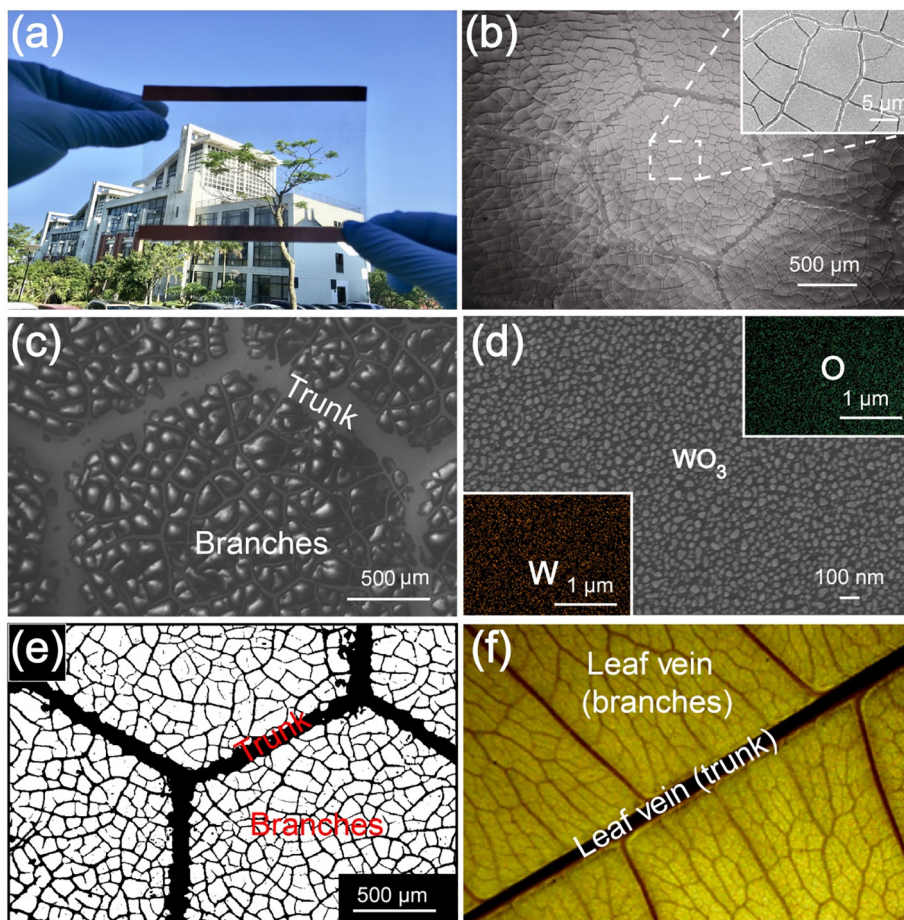 (a)
(b)
5 µm
500 µm
(c)
Trunk
Branches
500 µm
(d)
O
1 µm
WO₃
W
1 µm
100 nm
(e)
Trunk
Branches
500 µm
(f)
Leaf vein
(branches)
Leaf vein (trunk)